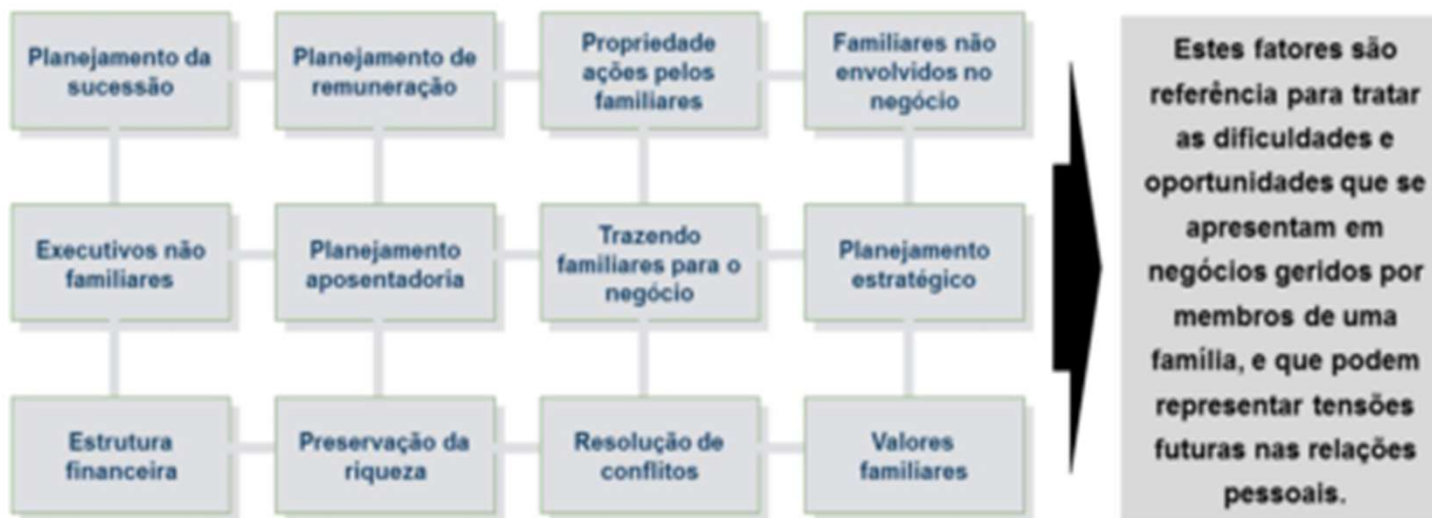 Planejamento da
sucessão
Planejamento de
remuneração
Propriedade
ações pelos
familiares
Familiares não
envolvidos no
negócio
Executivos não
familiares
Planejamento
aposentadoria
Trazendo
familiares para o
negócio
Planejamento
estratégico
Estrutura
financeira
Preservação da
riqueza
Resolução de
conflitos
Valores
familiares
Estes fatores são
referência para tratar
as dificuldades e
oportunidades que se
apresentam em
negócios geridos por
membros de uma
família, e que podem
representar tensões
futuras nas relações
pessoais.